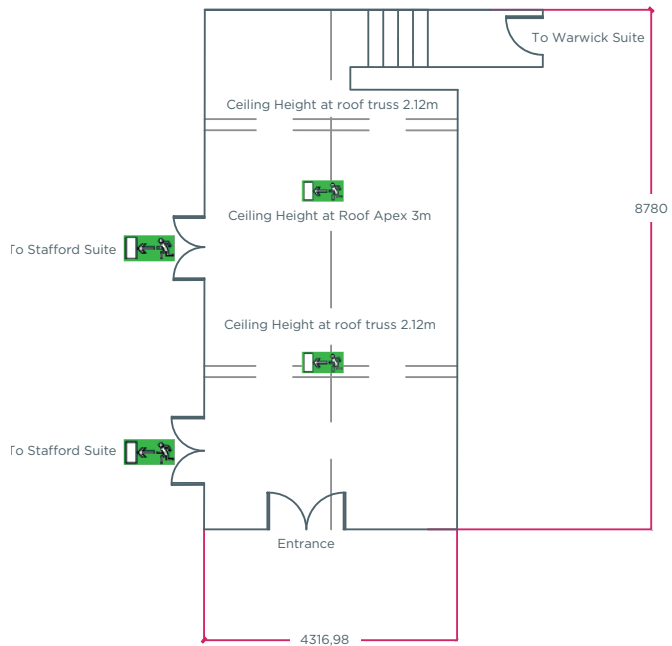 To Warwick Suite
Ceiling Height at roof truss 2.12m
8780
Ceiling Height at Roof Apex 3m
To Stafford Suite
Ceiling Height at roof truss 2.12m
To Stafford Suite
Entrance
4316,98